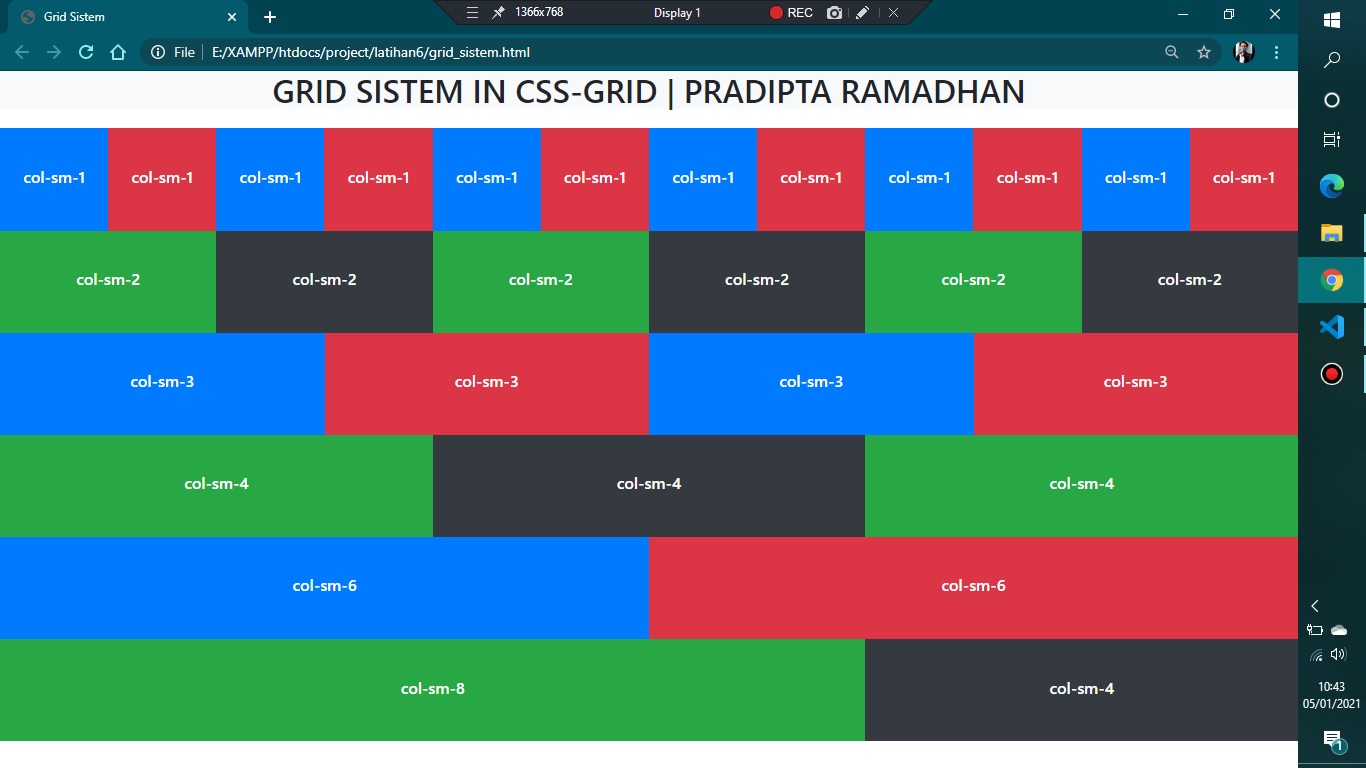 Grid Sistem
1366x768 Display 1 REC
File E:/XAMPP/htdocs/project/latihan6/grid_sistem.html
GRID SISTEM IN CSS-GRID | PRADIPTA RAMADHAN
col-sm-1 col-sm-1 col-sm-1 col-sm-1 col-sm-1 col-sm-1 col-sm-1 col-sm-1 col-sm-1 col-sm-1 col-sm-1 col-sm-1
col-sm-2 col-sm-2 col-sm-2 col-sm-2 col-sm-2 col-sm-2
col-sm-3 col-sm-3 col-sm-3 col-sm-3
col-sm-4 col-sm-4 col-sm-4
col-sm-6 col-sm-6
col-sm-8 col-sm-4
10:43
05/01/2021
1